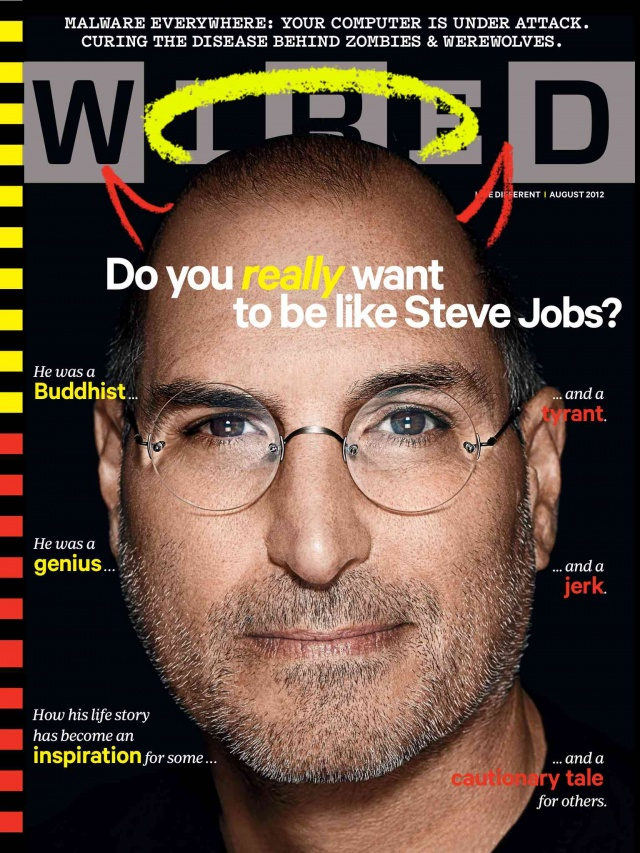 MALWARE EVERYWHERE: YOUR COMPUTER IS UNDER ATTACK.
CURING THE DISEASE BEHIND ZOMBIES & WEREWOLVES.
WIRED
LIVE DIFFERENT | AUGUST 2012
Do you really want
to be like Steve Jobs?
He was a
Buddhist...
...and a
tyrant.
He was a
genius...
...and a
jerk.
How his life story
has become an
inspiration for some...
...and a
cautionary tale
for others.